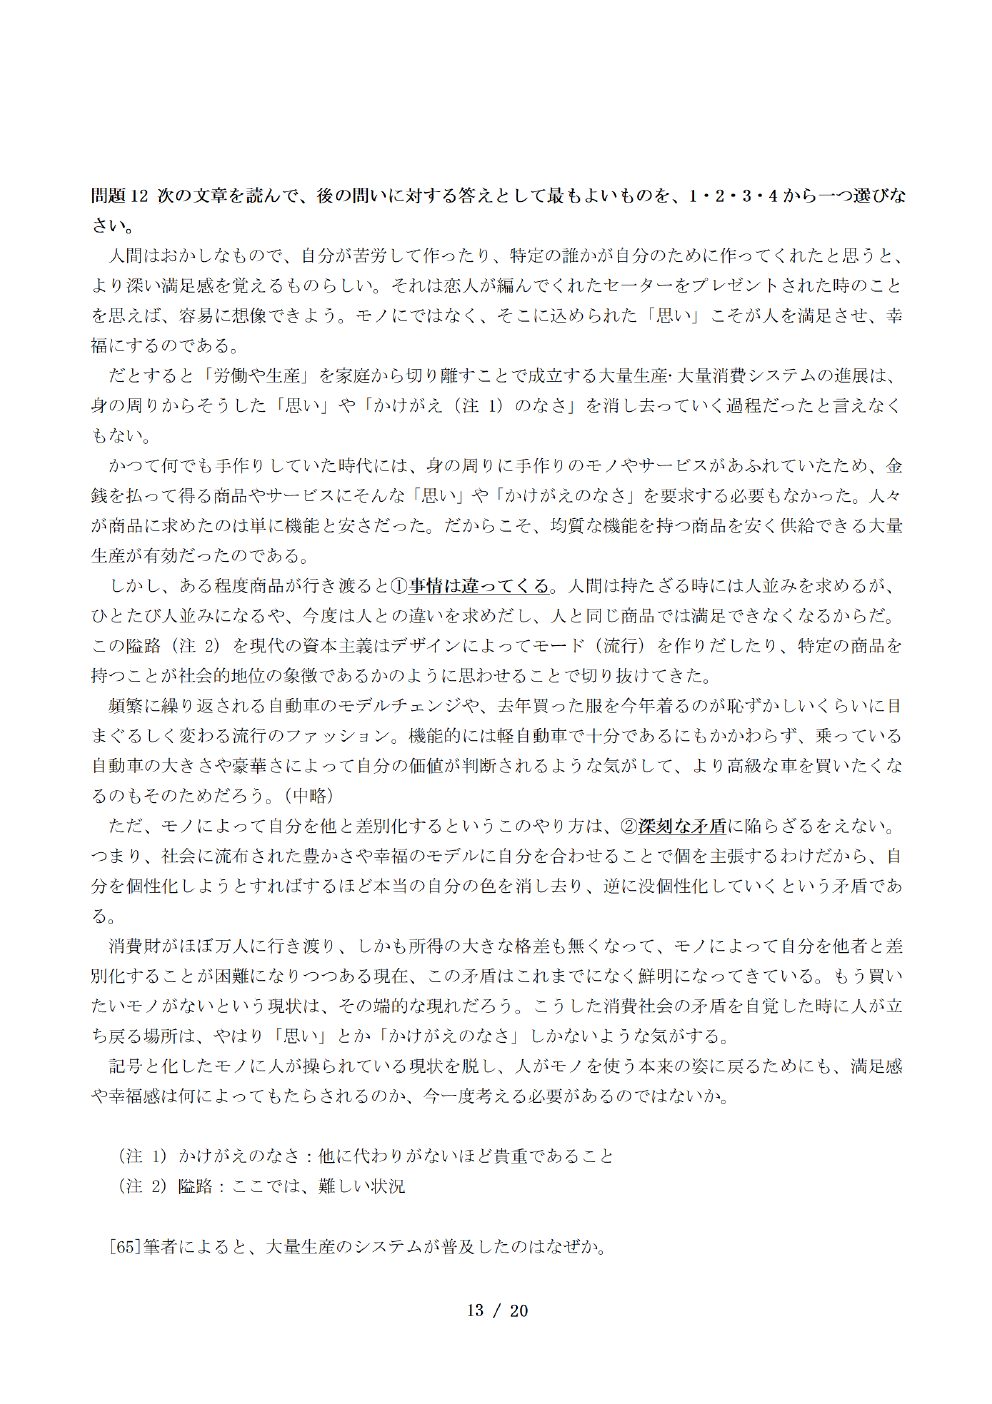 問題12 次の文章を読んで、後の問いに対する答えとして最もよいものを、1・2・3・4から一つ選びな
さい。
人間はおかしなもので、自分が苦労して作ったり、特定の誰かが自分のために作ってくれたと思うと、
より深い満足感を覚えるものらしい。それは恋人が編んでくれたセーターをプレゼントされた時のこと
を思えば、容易に想像できよう。モノにではなく、そこに込められた「思い」こそが人を満足させ、幸
福にするのである。
だとすると「労働や生産」を家庭から切り離すことで成立する大量生産･大量消費システムの進展は、
身の周りからそうした「思い」や「かけがえ（注 1）のなさ」を消し去っていく過程だったと言えなく
もない。
かつて何でも手作りしていた時代には、身の周りに手作りのモノやサービスがあふれていたため、金
銭を払って得る商品やサービスにそんな「思い」や「かけがえのなさ」を要求する必要もなかった。人々
が商品に求めたのは単に機能と安さだった。だからこそ、均質な機能を持つ商品を安く供給できる大量
生産が有効だったのである。
しかし、ある程度商品が行き渡ると①事情は違ってくる。人間は持たざる時には人並みを求めるが、
ひとたび人並みになるや、今度は人との違いを求めだし、人と同じ商品では満足できなくなるからだ。
この隘路（注 2）を現代の資本主義はデザインによってモード（流行）を作りだしたり、特定の商品を
持つことが社会的地位の象徴であるかのように思わせることで切り抜けてきた。
頻繁に繰り返される自動車のモデルチェンジや、去年買った服を今年着るのが恥ずかしいくらいに目
まぐるしく変わる流行のファッション。機能的には軽自動車で十分であるにもかかわらず、乗っている
自動車の大きさや豪華さによって自分の価値が判断されるような気がして、より高級な車を買いたくな
るのもそのためだろう。（中略）
ただ、モノによって自分を他と差別化するというこのやり方は、②深刻な矛盾に陥らざるをえない。
つまり、社会に流布された豊かさや幸福のモデルに自分を合わせることで個を主張するわけだから、自
分を個性化しようとすればするほど本当の自分の色を消し去り、逆に没個性化していくという矛盾であ
る。
消費財がほぼ万人に行き渡り、しかも所得の大きな格差も無くなって、モノによって自分を他者と差
別化することが困難になりつつある現在、この矛盾はこれまでになく鮮明になってきている。もう買い
たいモノがないという現状は、その端的な現れだろう。こうした消費社会の矛盾を自覚した時に人が立
ち戻る場所は、やはり「思い」とか「かけがえのなさ」しかないような気がする。
記号と化したモノに人が操られている現状を脱し、人がモノを使う本来の姿に戻るためにも、満足感
や幸福感は何によってもたらされるのか、今一度考える必要があるのではないか。
（注 1）かけがえのなさ：他に代わりがないほど貴重であること
（注 2）隘路：ここでは、難しい状況
[65]筆者によると、大量生産のシステムが普及したのはなぜか。
13 / 20